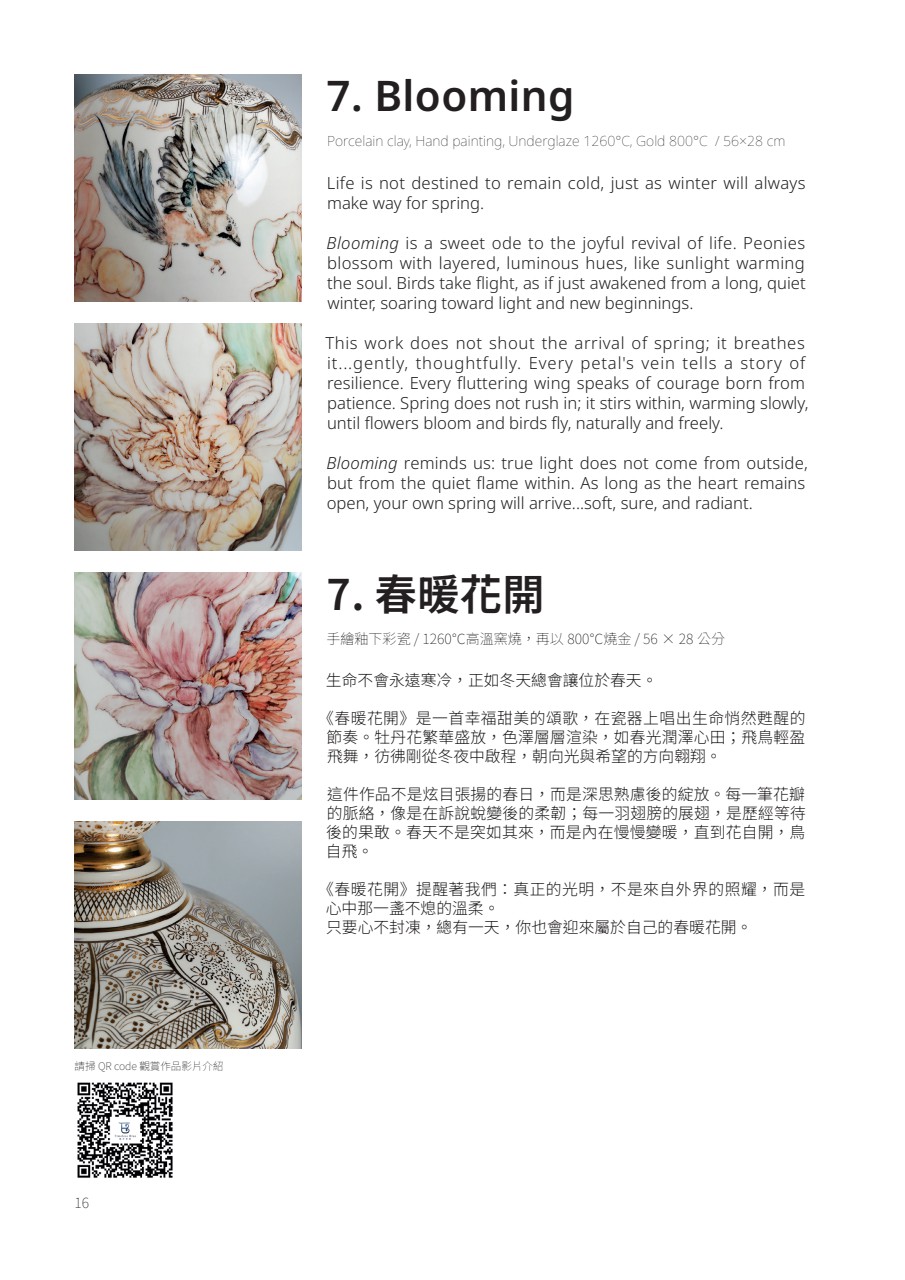 7. Blooming
Porcelain clay, Hand painting, Underglaze 1260°C, Gold 800°C / 56×28 cm
Life is not destined to remain cold, just as winter will always
make way for spring.
Blooming is a sweet ode to the joyful revival of life. Peonies
blossom with layered, luminous hues, like sunlight warming
the soul. Birds take flight, as if just awakened from a long, quiet
winter, soaring toward light and new beginnings.
This work does not shout the arrival of spring; it breathes
it...gently, thoughtfully. Every petal's vein tells a story of
resilience. Every fluttering wing speaks of courage born from
patience. Spring does not rush in; it stirs within, warming slowly,
until flowers bloom and birds fly, naturally and freely.
Blooming reminds us: true light does not come from outside,
but from the quiet flame within. As long as the heart remains
open, your own spring will arrive...soft, sure, and radiant.
7. 春暖花開
手繪釉下彩瓷 / 1260°C高溫窯燒，再以 800°C燒金 / 56 × 28 公分
生命不會永遠寒冷，正如冬天總會讓位於春天。
《春暖花開》是一首幸福甜美的頌歌，在瓷器上唱出生命悄然甦醒的
節奏。牡丹花繁華盛放，色澤層層渲染，如春光潤澤心田；飛鳥輕盈
飛舞，彷彿剛從冬夜中啟程，朝向光與希望的方向翱翔。
這件作品不是炫目張揚的春日，而是深思熟慮後的綻放。每一筆花瓣
的脈絡，像是在訴說蛻變後的柔韌；每一羽翅膀的展翅，是歷經等待
後的果敢。春天不是突如其來，而是內在慢慢變暖，直到花自開，鳥
自飛。
《春暖花開》提醒著我們：真正的光明，不是來自外界的照耀，而是
心中那一盞不熄的溫柔。
只要心不封凍，總有一天，你也會迎來屬於自己的春暖花開。
請掃 QR code 觀賞作品影片介紹
16